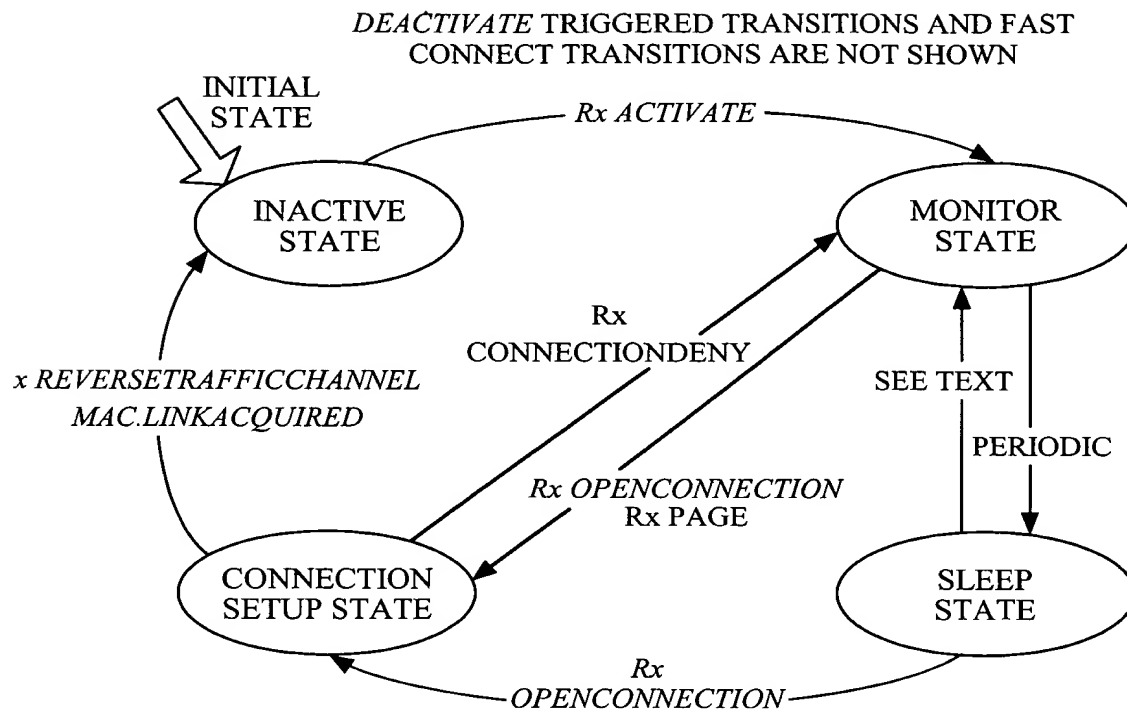 DEACTIVATE TRIGGERED TRANSITIONS AND FAST
CONNECT TRANSITIONS ARE NOT SHOWN
INITIAL
STATE
Rx ACTIVATE
INACTIVE
STATE
MONITOR
STATE
Rx
CONNECTIONDENY
x REVERSETRAFFICCHANNEL
MAC.LINKACQUIRED
SEE TEXT
PERIODIC
Rx OPENCONNECTION
Rx PAGE
CONNECTION
SETUP STATE
SLEEP
STATE
Rx
OPENCONNECTION